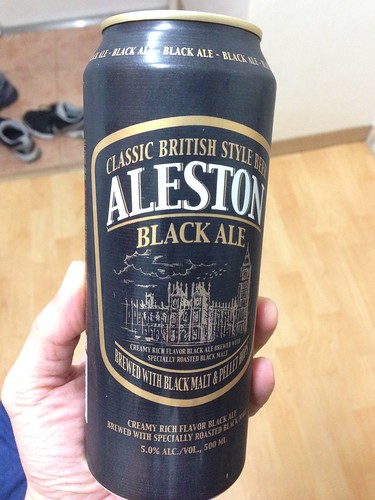 ALE - BLACK ALE - BLACK ALE - BLACK ALE -
CLASSIC BRITISH STYLE BEER
ALESTON
BLACK ALE
CREAMY RICH FLAVOR BLACK ALE BREWED WITH
SPECIALLY ROASTED BLACK MALT
BREWED WITH BLACK MALT & PELLET HOPS
CREAMY RICH FLAVOR BLACK ALE
BREWED WITH SPECIALLY ROASTED BLACK MALT
5.0% ALC./VOL., 500 ML